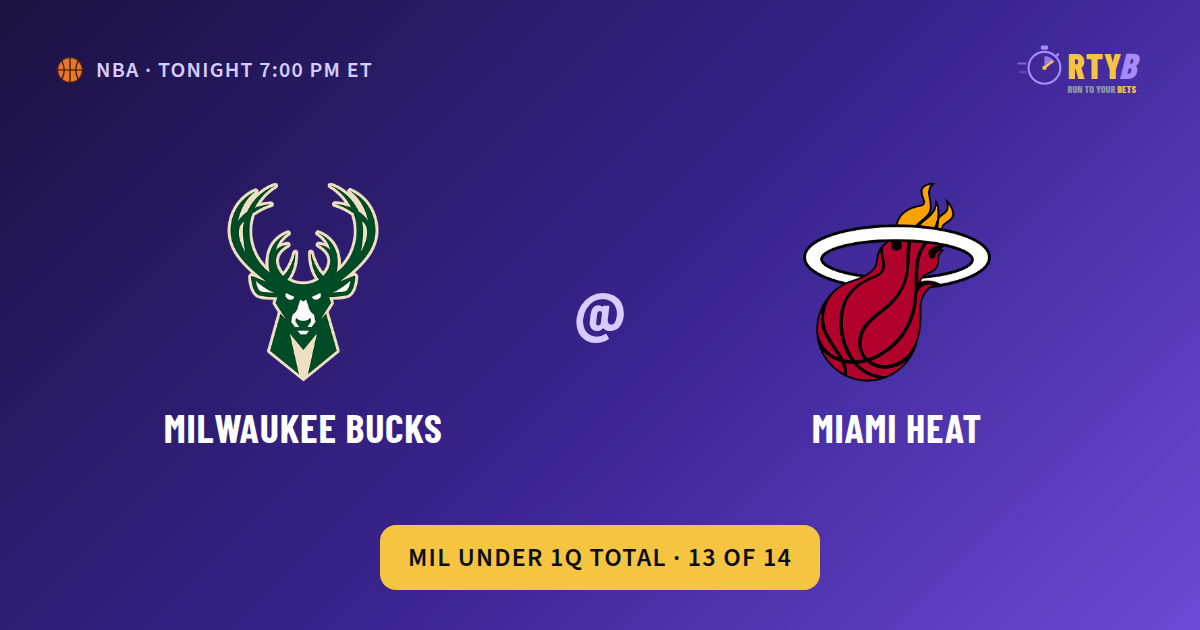 NBA · TONIGHT 7:00 PM ET
RTYB
RUN TO YOUR BETS
@
MILWAUKEE BUCKS
MIAMI HEAT
MIL UNDER 1Q TOTAL · 13 OF 14